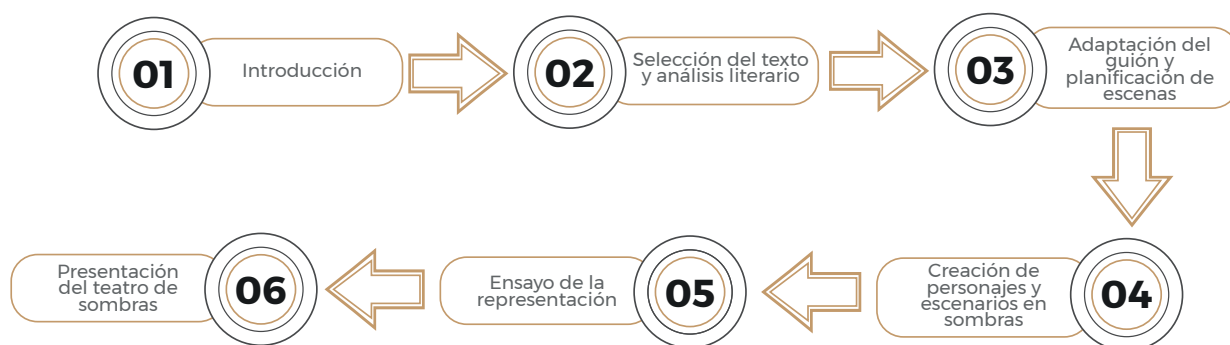 01
Introducción
02
Selección del texto
y análisis literario
03
Adaptación del
guión y
planificación de
escenas
04
Creación de
personajes y
escenarios en
sombras
05
Ensayo de la
representación
06
Presentación
del teatro de
sombras